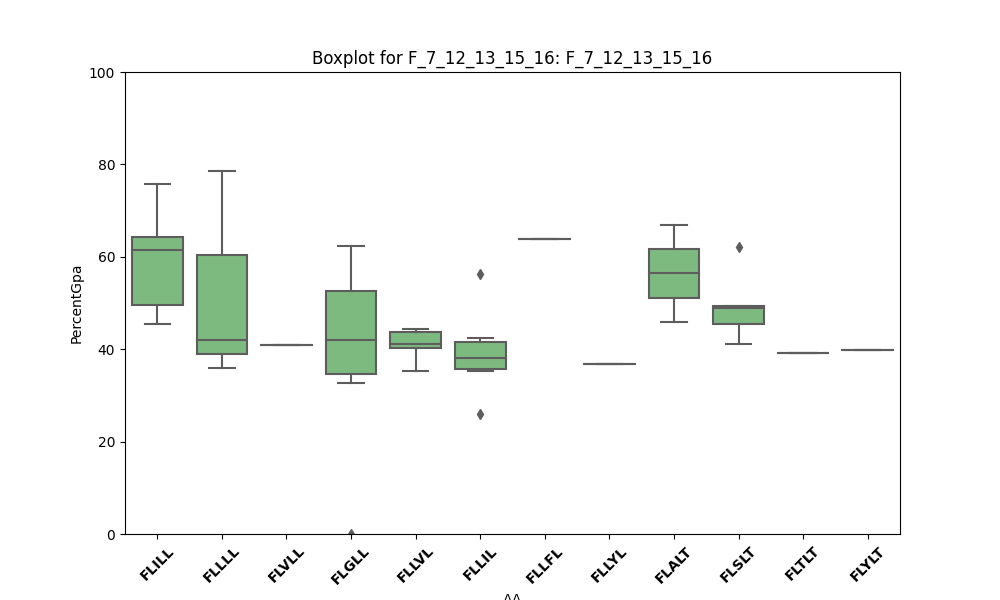 Boxplot for F_7_12_13_15_16: F_7_12_13_15_16
100
80
60
40
20
0
PercentGpa
FLILL
FLLLL
FLVLL
FLGLL
FLLVL
FLLIL
FLLFL
FLLYL
FLALT
FLSLT
FLTLT
FLYLT
AA